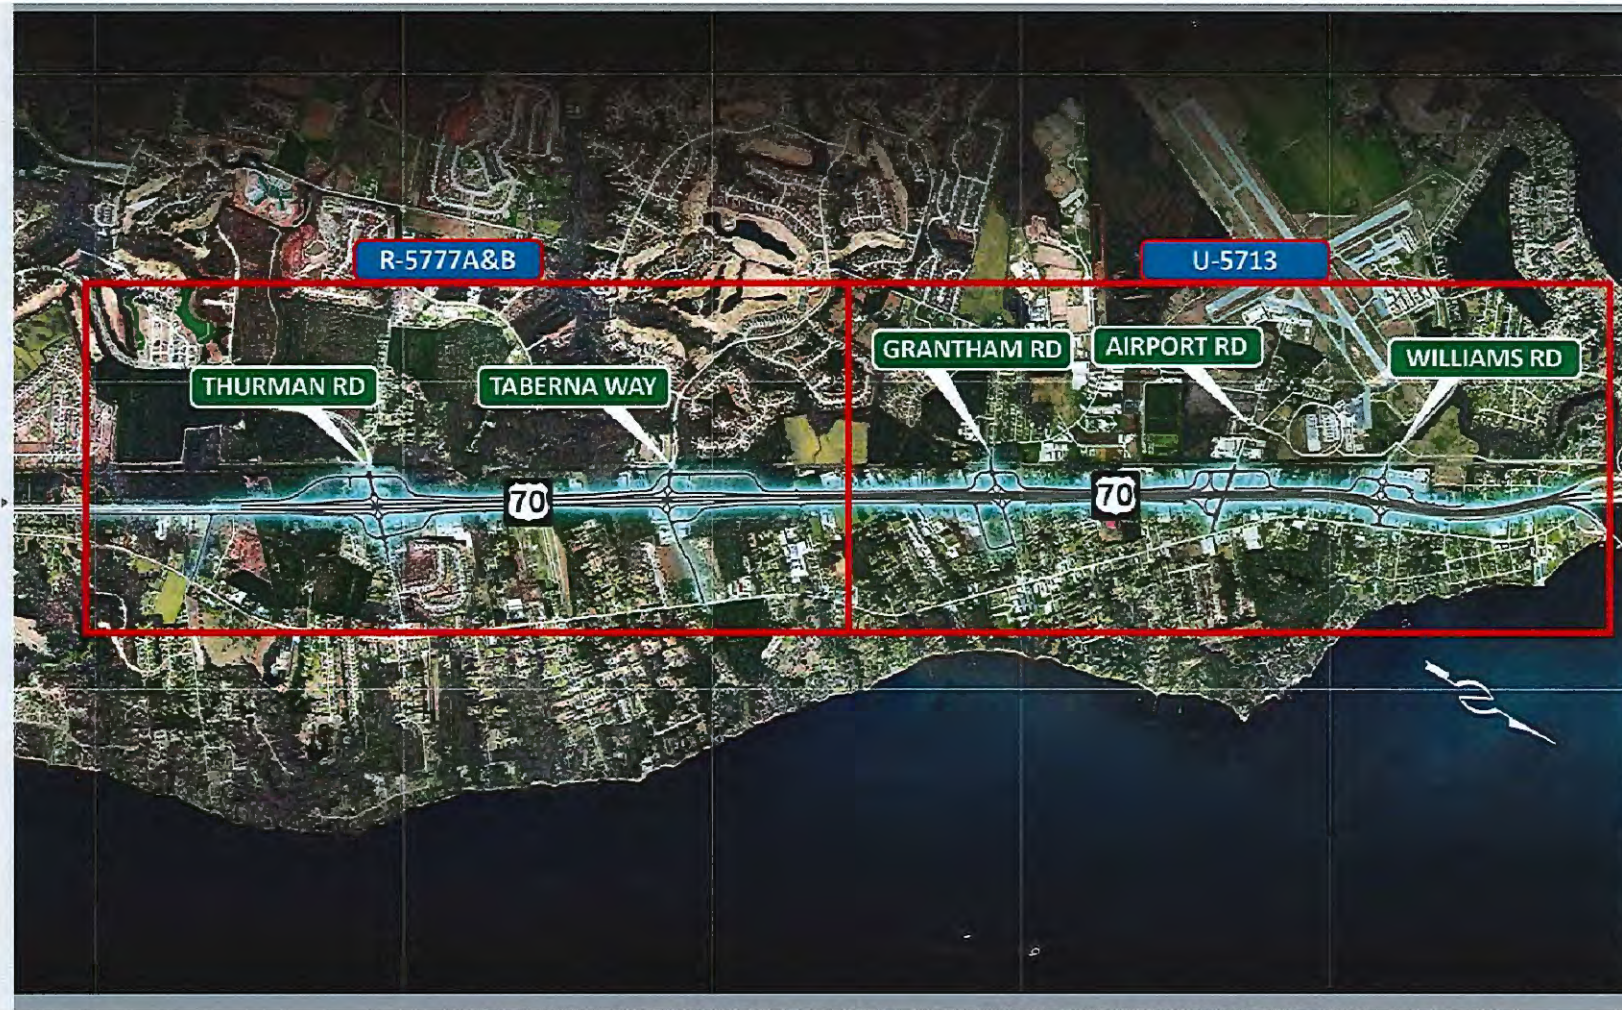 R-5777A&B
U-5713
GRANTHAM RD
AIRPORT RD
WILLIAMS RD
THURMAN RD
TABERNA WAY
70
70